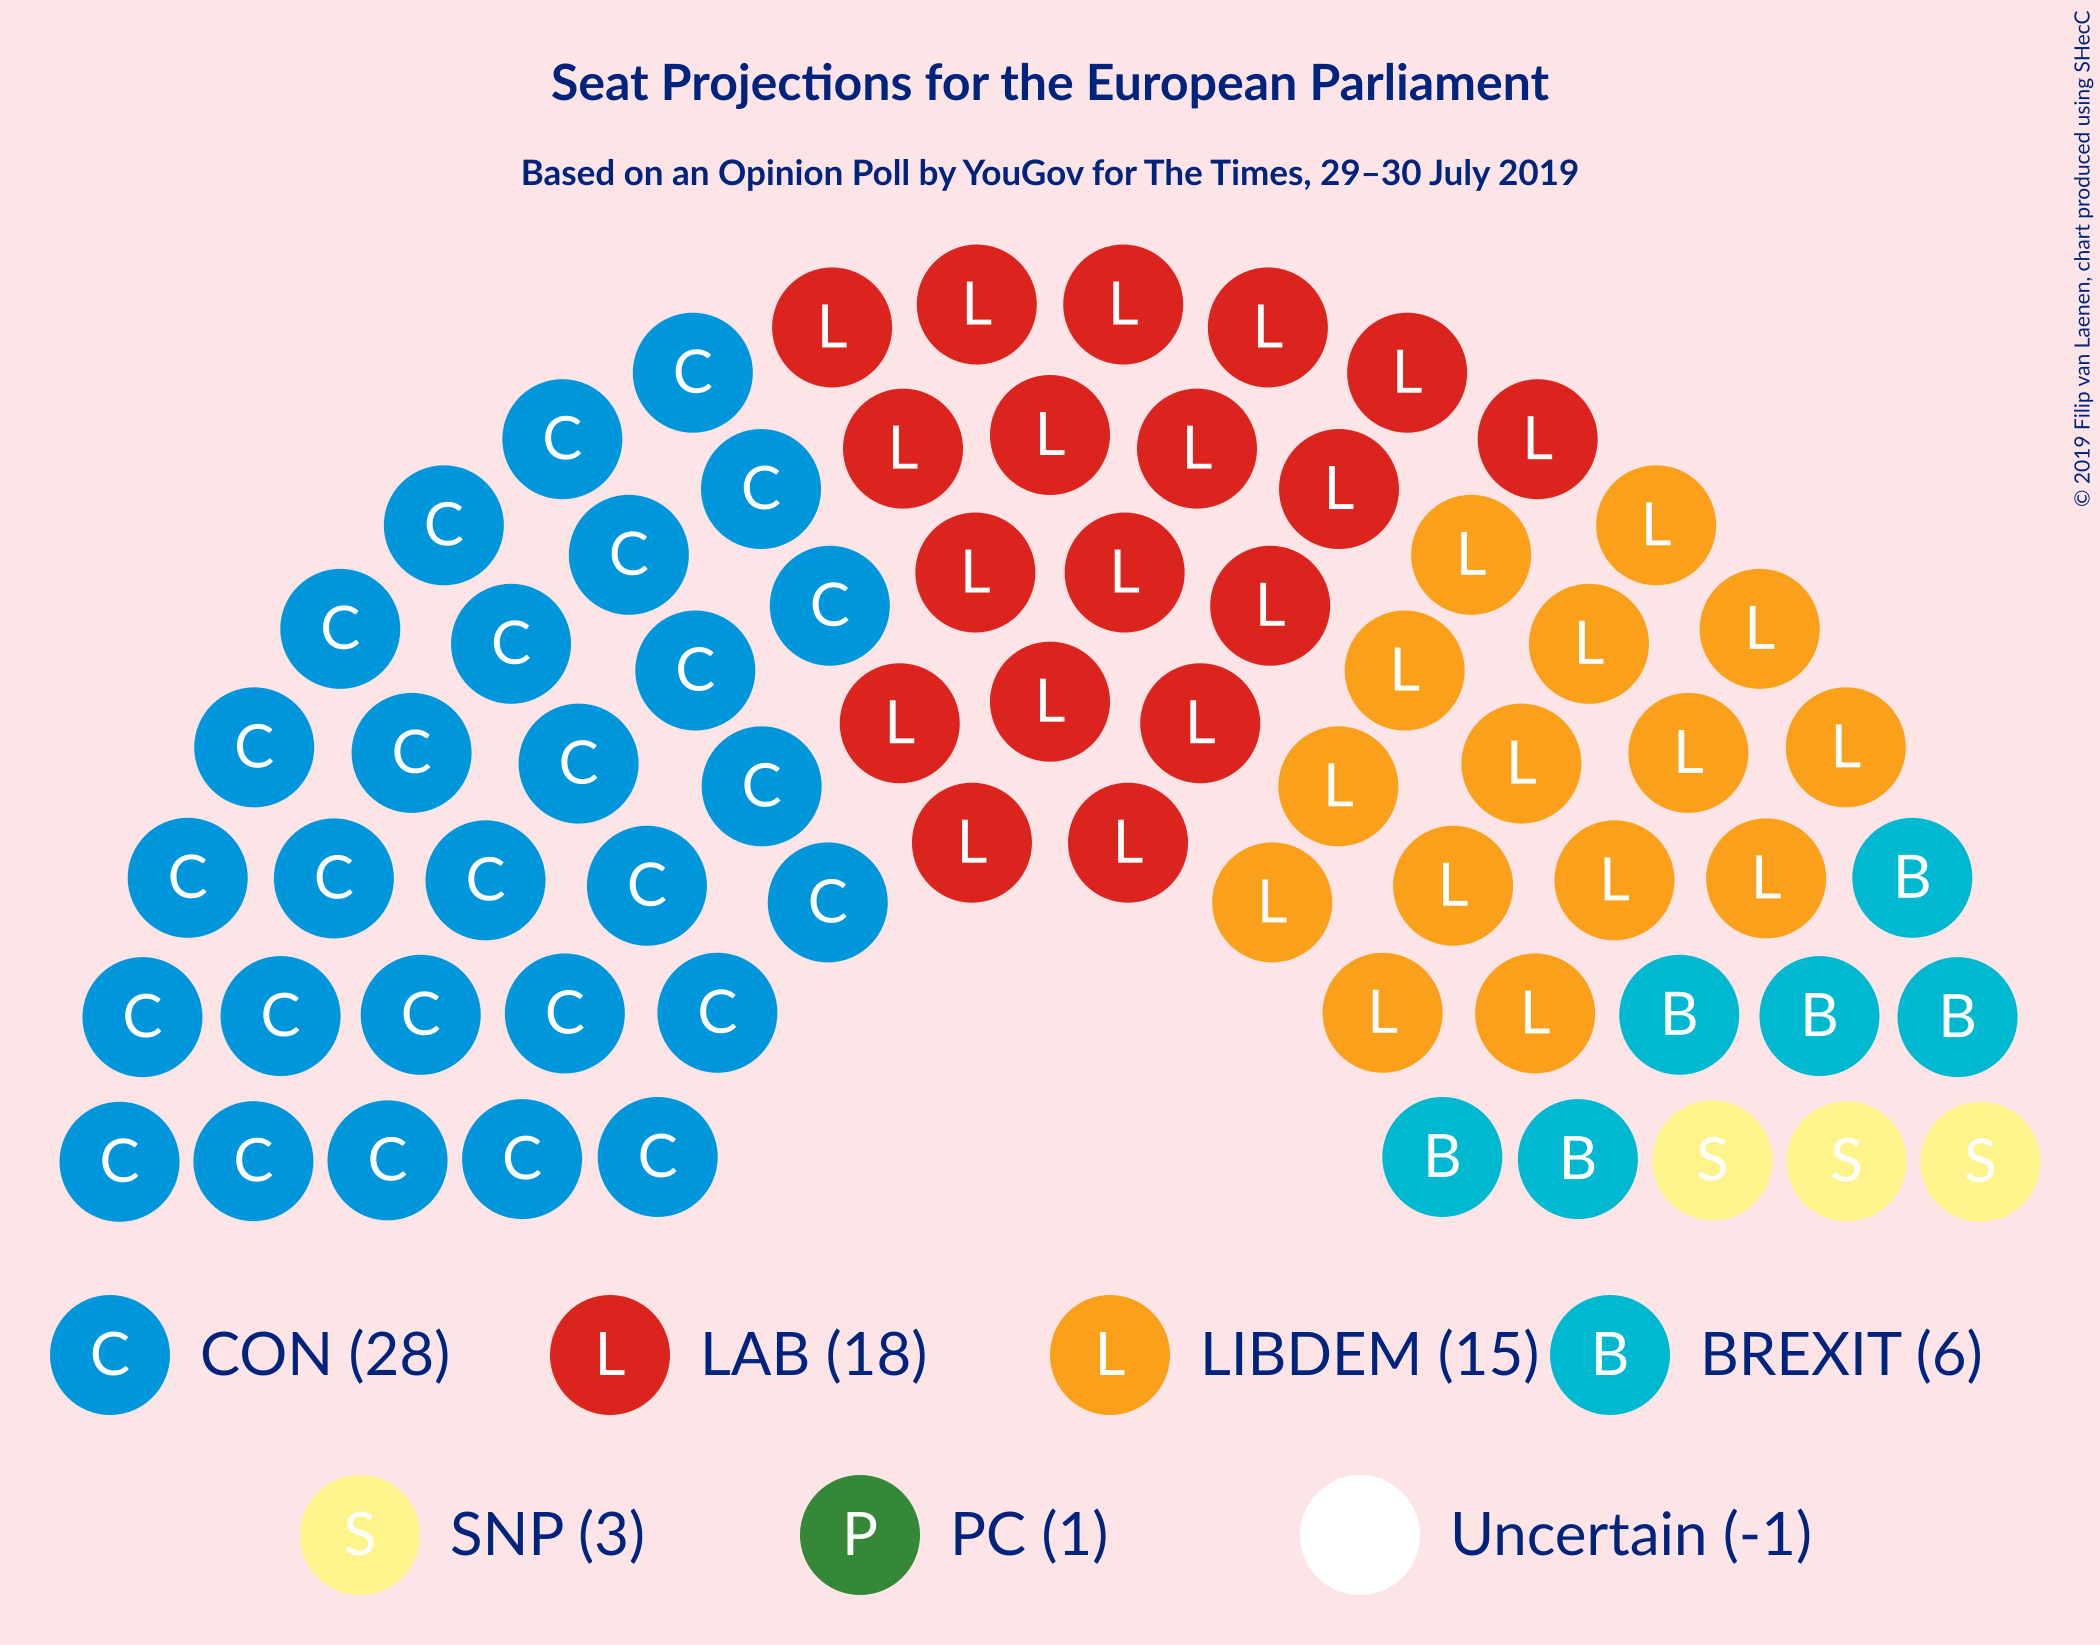 Seat Projections for the European Parliament
Based on an Opinion Poll by YouGov for The Times, 29–30 July 2019
© 2019 Filip van Laenen, chart produced using SHecC
L L L L
C L
C L L L L
C C L L L
C C L L L L
C C C L L L
C C C L L L L L L
C C C L L L
C C C C C L L L L L L B
C C C C C L L B B B
C C C C C B B S S S
C CON (28) L LAB (18) L LIBDEM (15) B BREXIT (6)
S SNP (3) P PC (1) Uncertain (-1)